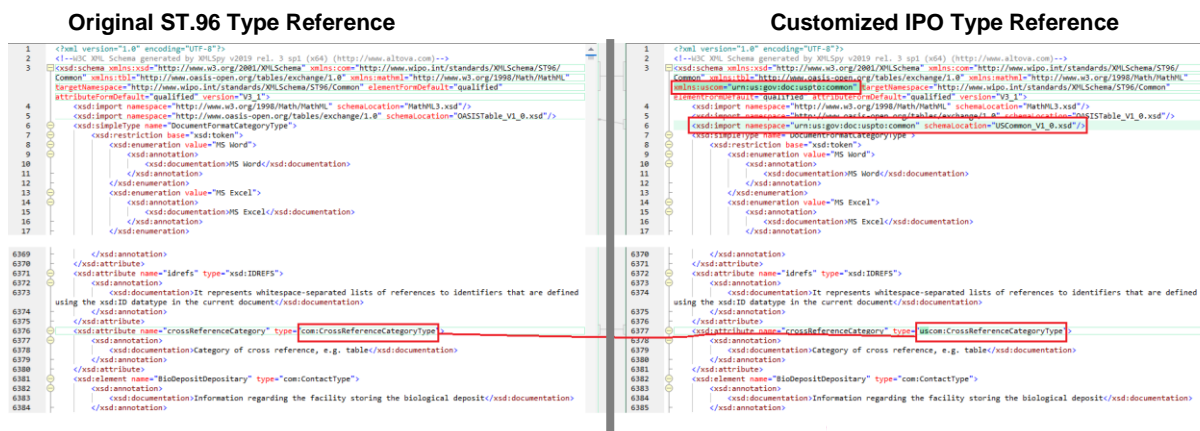 Original ST.96 Type Reference
1 <?xml version="1.0" encoding="UTF-8"?>
2 <!--W3C XML Schema generated by XMLSpy v2019 rel. 3 sp1 (x64) (http://www.altova.com)-->
3 <xsd:schema xmlns:xsd="http://www.w3.org/2001/XMLSchema" xmlns:com="http://www.wipo.int/standards/XMLSchema/ST96/
Common" xmlns:tbl="http://www.oasis-open.org/tables/exchange/1.0" xmlns:mathml="http://www.w3.org/1998/Math/MathML"
targetNamespace="http://www.wipo.int/standards/XMLSchema/ST96/Common" elementFormDefault="qualified"
attributeFormDefault="qualified" version="V3_1">
4 <xsd:import namespace="http://www.w3.org/1998/Math/MathML" schemaLocation="MathML3.xsd"/>
5 <xsd:import namespace="http://www.oasis-open.org/tables/exchange/1.0" schemaLocation="OASISTable_V1_0.xsd"/>
6 <xsd:simpleType name="DocumentFormatCategoryType">
7 <xsd:restriction base="xsd:token">
8 <xsd:enumeration value="MS Word">
9 <xsd:annotation>
10 <xsd:documentation>MS Word</xsd:documentation>
11 </xsd:annotation>
12 </xsd:enumeration>
13 <xsd:enumeration value="MS Excel">
14 <xsd:annotation>
15 <xsd:documentation>MS Excel</xsd:documentation>
16 </xsd:annotation>
17 </xsd:enumeration>
6369 </xsd:annotation>
6370 </xsd:attribute>
6371 <xsd:attribute name="idrefs" type="xsd:IDREFS">
6372 <xsd:annotation>
6373 <xsd:documentation>It represents whitespace-separated lists of references to identifiers that are defined
using the xsd:ID datatype in the current document</xsd:documentation>
6374 </xsd:annotation>
6375 </xsd:attribute>
6376 <xsd:attribute name="crossReferenceCategory" type="com:CrossReferenceCategoryType">
6377 <xsd:annotation>
6378 <xsd:documentation>Category of cross reference, e.g. table</xsd:documentation>
6379 </xsd:annotation>
6380 </xsd:attribute>
6381 <xsd:element name="BioDepositDepositary" type="com:ContactType">
6382 <xsd:annotation>
6383 <xsd:documentation>Information regarding the facility storing the biological deposit</xsd:documentation>
6384 </xsd:annotation>
Customized IPO Type Reference
1 <?xml version="1.0" encoding="UTF-8"?>
2 <!--W3C XML Schema generated by XMLSpy v2019 rel. 3 sp1 (x64) (http://www.altova.com)-->
3 <xsd:schema xmlns:xsd="http://www.w3.org/2001/XMLSchema" xmlns:com="http://www.wipo.int/standards/XMLSchema/ST96/
Common" xmlns:tbl="http://www.oasis-open.org/tables/exchange/1.0" xmlns:mathml="http://www.w3.org/1998/Math/MathML"
xmlns:uscom="urn:us:gov:doc:uspto:common" targetNamespace="http://www.wipo.int/standards/XMLSchema/ST96/Common"
elementFormDefault="qualified" attributeFormDefault="qualified" version="V3_1">
4 <xsd:import namespace="http://www.w3.org/1998/Math/MathML" schemaLocation="MathML3.xsd"/>
5 <xsd:import namespace="http://www.oasis-open.org/tables/exchange/1.0" schemaLocation="OASISTable_V1_0.xsd"/>
6 <xsd:import namespace="urn:us:gov:doc:uspto:common" schemaLocation="USCommon_V1_0.xsd"/>
7 <xsd:simpleType name="DocumentFormatCategoryType">
8 <xsd:restriction base="xsd:token">
9 <xsd:enumeration value="MS Word">
10 <xsd:annotation>
11 <xsd:documentation>MS Word</xsd:documentation>
12 </xsd:annotation>
13 </xsd:enumeration>
14 <xsd:enumeration value="MS Excel">
15 <xsd:annotation>
16 <xsd:documentation>MS Excel</xsd:documentation>
17 </xsd:annotation>
18 </xsd:enumeration>
6370 </xsd:annotation>
6371 </xsd:attribute>
6372 <xsd:attribute name="idrefs" type="xsd:IDREFS">
6373 <xsd:annotation>
6374 <xsd:documentation>It represents whitespace-separated lists of references to identifiers that are defined
using the xsd:ID datatype in the current document</xsd:documentation>
6375 </xsd:annotation>
6376 </xsd:attribute>
6377 <xsd:attribute name="crossReferenceCategory" type="uscom:CrossReferenceCategoryType">
6378 <xsd:annotation>
6379 <xsd:documentation>Category of cross reference, e.g. table</xsd:documentation>
6380 </xsd:annotation>
6381 </xsd:attribute>
6382 <xsd:element name="BioDepositDepositary" type="com:ContactType">
6383 <xsd:annotation>
6384 <xsd:documentation>Information regarding the facility storing the biological deposit</xsd:documentation>
6385 </xsd:annotation>